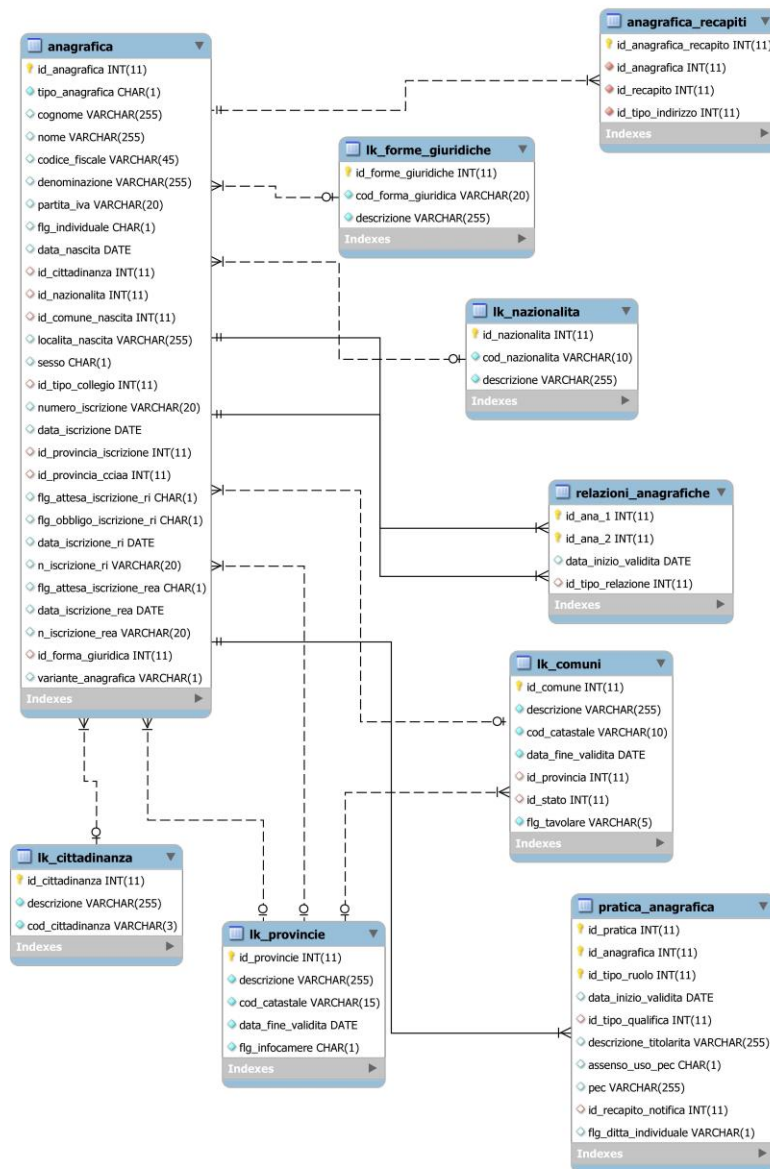 anagrafica
id_anagrafica INT(11)
tipo_anagrafica CHAR(1)
cognome VARCHAR(255)
nome VARCHAR(255)
codice_fiscale VARCHAR(45)
denominazione VARCHAR(255)
partita_iva VARCHAR(20)
flg_individuale CHAR(1)
data_nascita DATE
id_cittadinanza INT(11)
id_nazionalita INT(11)
id_comune_nascita INT(11)
localita_nascita VARCHAR(255)
sesso CHAR(1)
id_tipo_collegio INT(11)
numero_iscrizione VARCHAR(20)
data_iscrizione DATE
id_provincia_iscrizione INT(11)
id_provincia_cciaa INT(11)
flg_attesa_iscrizione_ri CHAR(1)
flg_obbligo_iscrizione_ri CHAR(1)
data_iscrizione_ri DATE
n_iscrizione_ri VARCHAR(20)
flg_attesa_iscrizione_rea CHAR(1)
data_iscrizione_rea DATE
n_iscrizione_rea VARCHAR(20)
id_forma_giuridica INT(11)
variante_anagrafica VARCHAR(1)
Indexes
anagrafica_recapiti
id_anagrafica_recapito INT(11)
id_anagrafica INT(11)
id_recapito INT(11)
id_tipo_indirizzo INT(11)
Indexes
lk_forme_giuridiche
id_forme_giuridiche INT(11)
cod_forma_giuridica VARCHAR(20)
descrizione VARCHAR(255)
Indexes
lk_nazionalita
id_nazionalita INT(11)
cod_nazionalita VARCHAR(10)
descrizione VARCHAR(255)
Indexes
relazioni_anagrafiche
id_ana_1 INT(11)
id_ana_2 INT(11)
data_inizio_validita DATE
id_tipo_relazione INT(11)
Indexes
lk_comuni
id_comune INT(11)
descrizione VARCHAR(255)
cod_catastale VARCHAR(10)
data_fine_validita DATE
id_provincia INT(11)
id_stato INT(11)
flg_tavolare VARCHAR(5)
Indexes
lk_cittadinanza
id_cittadinanza INT(11)
descrizione VARCHAR(255)
cod_cittadinanza VARCHAR(3)
Indexes
lk_provincie
id_provincie INT(11)
descrizione VARCHAR(255)
cod_catastale VARCHAR(15)
data_fine_validita DATE
flg_infocamere CHAR(1)
Indexes
pratica_anagrafica
id_pratica INT(11)
id_anagrafica INT(11)
id_tipo_ruolo INT(11)
data_inizio_validita DATE
id_tipo_qualifica INT(11)
descrizione_titolarita VARCHAR(255)
assenso_uso_pec CHAR(1)
pec VARCHAR(255)
id_recapito_notifica INT(11)
flg_ditta_individuale VARCHAR(1)
Indexes